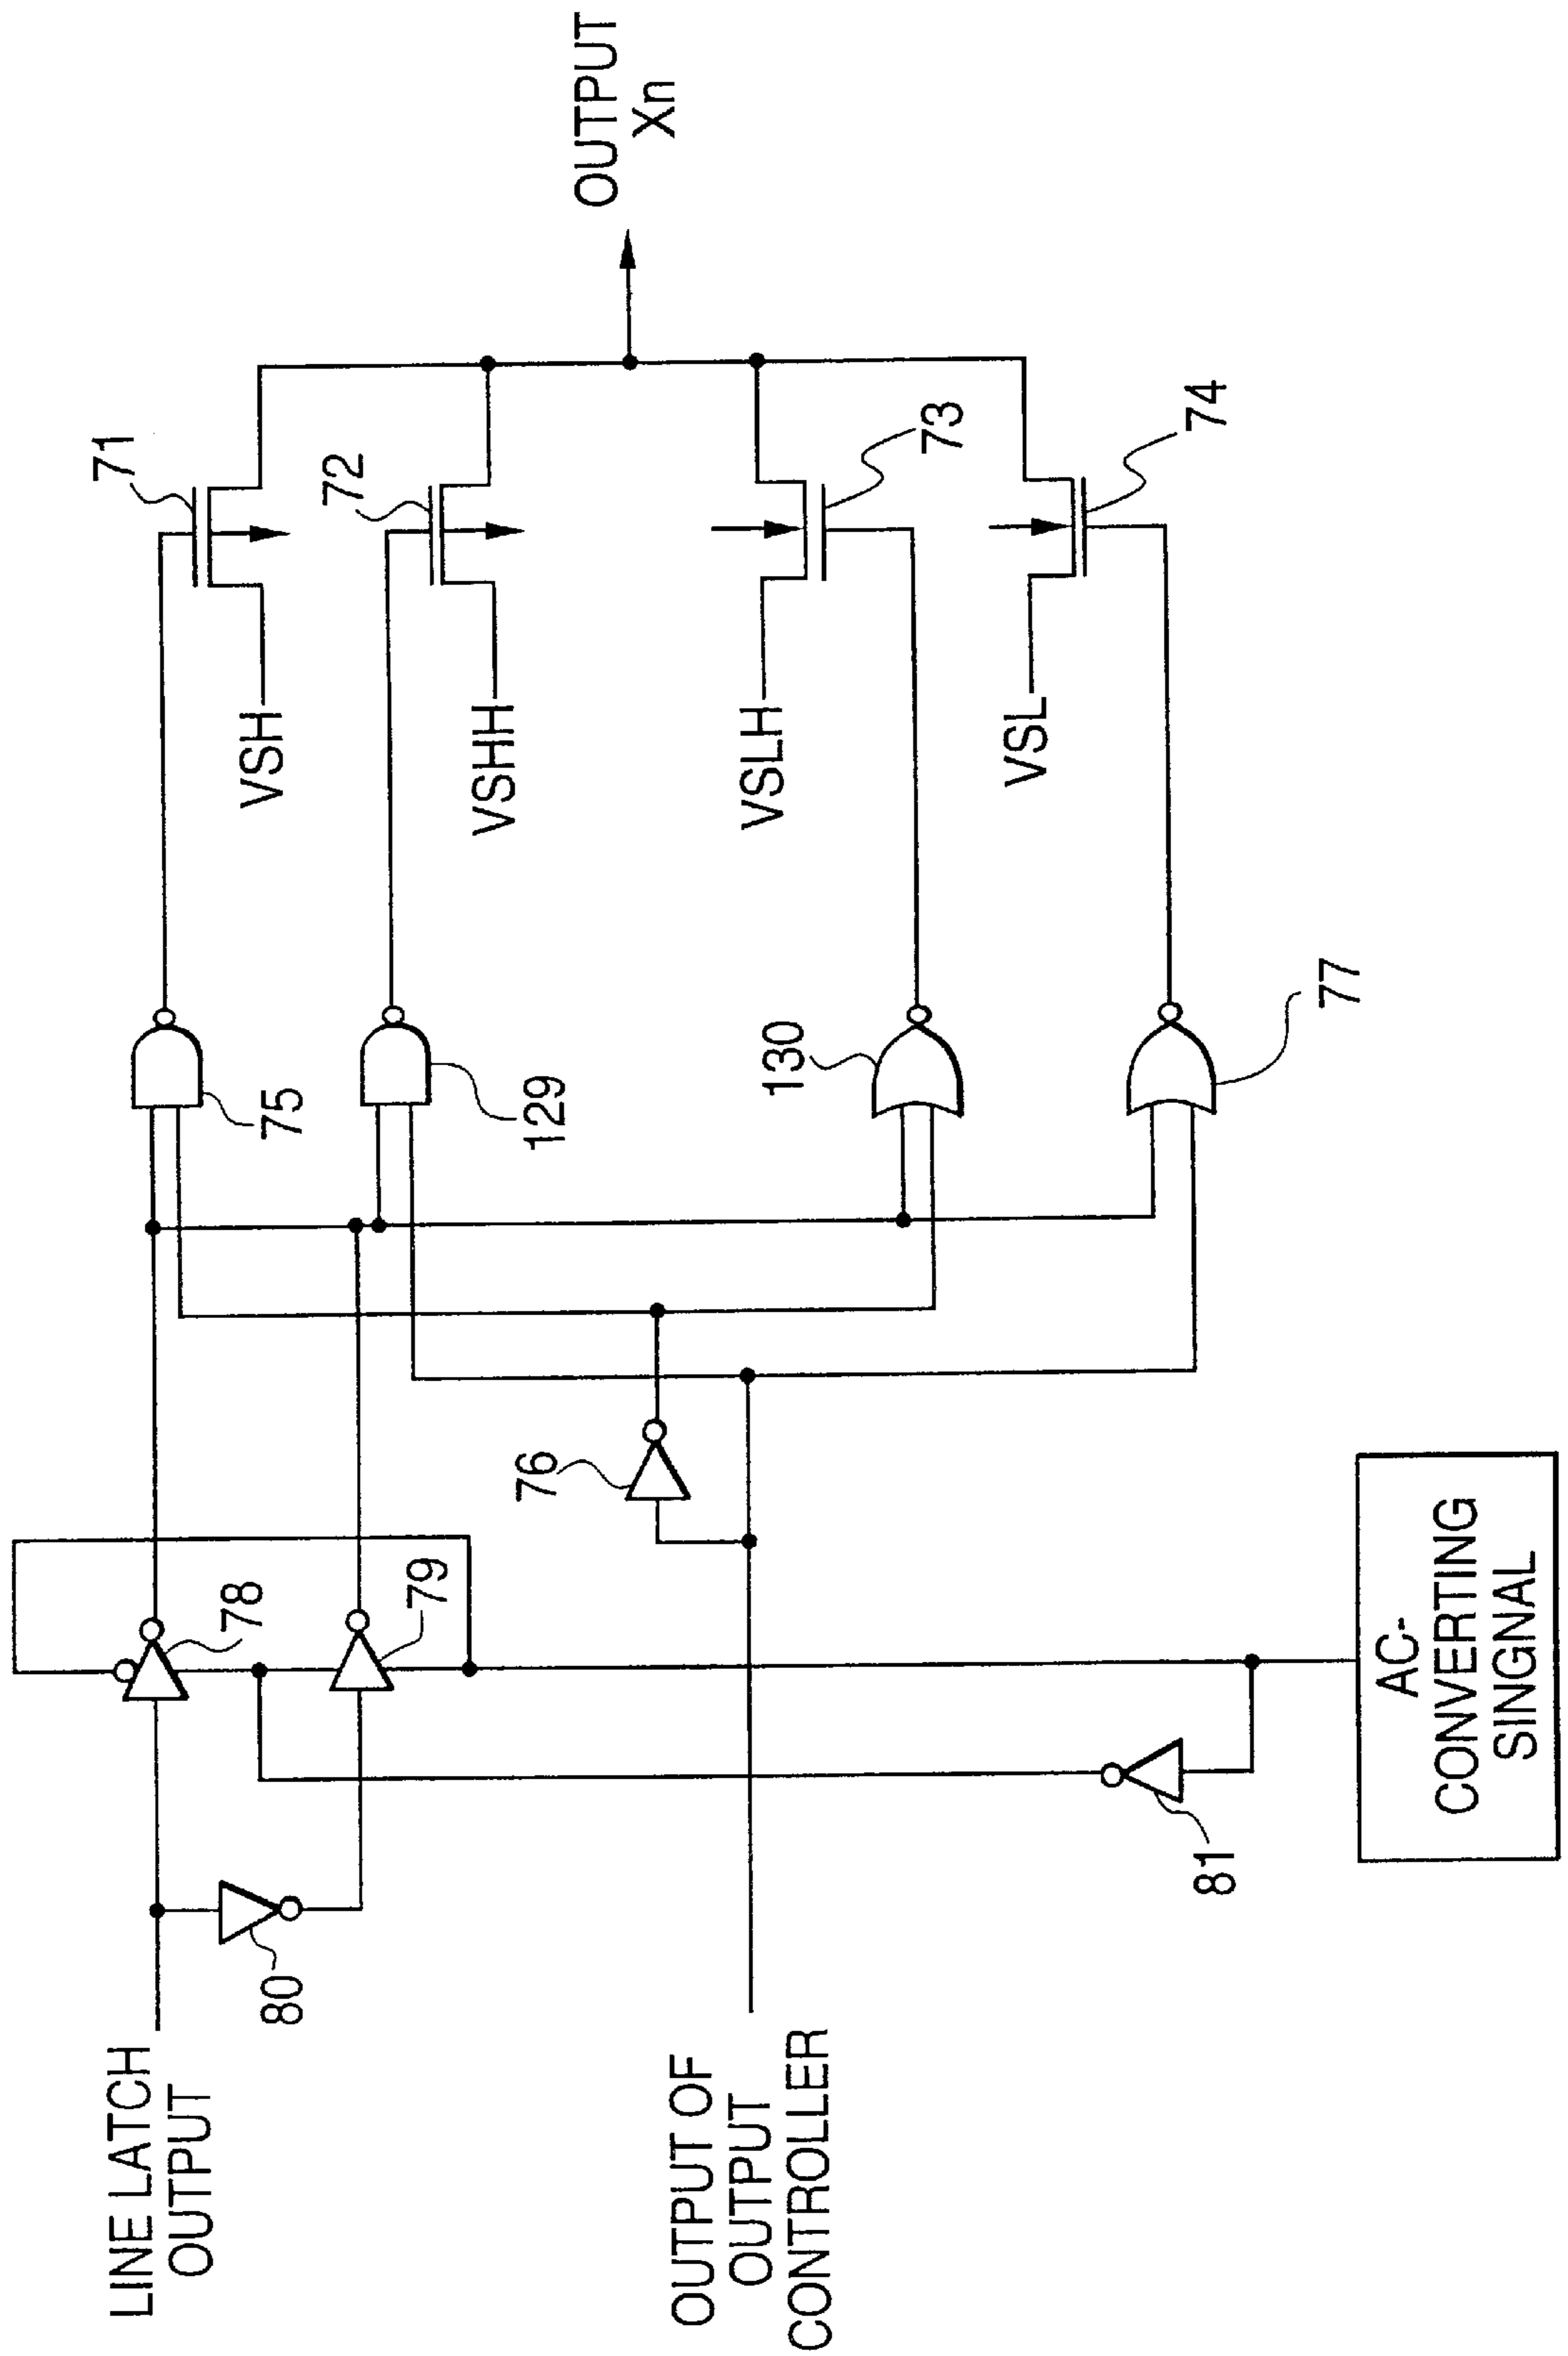 LINE LATCH
OUTPUT
80
78
79
OUTPUT OF
OUTPUT
CONTROLLER
76
81
AC-
CONVERTING
SINGNAL
75
129
130
77
71
VSH
72
VSHH
VSLH
73
VSL
74
OUTPUT
Xn